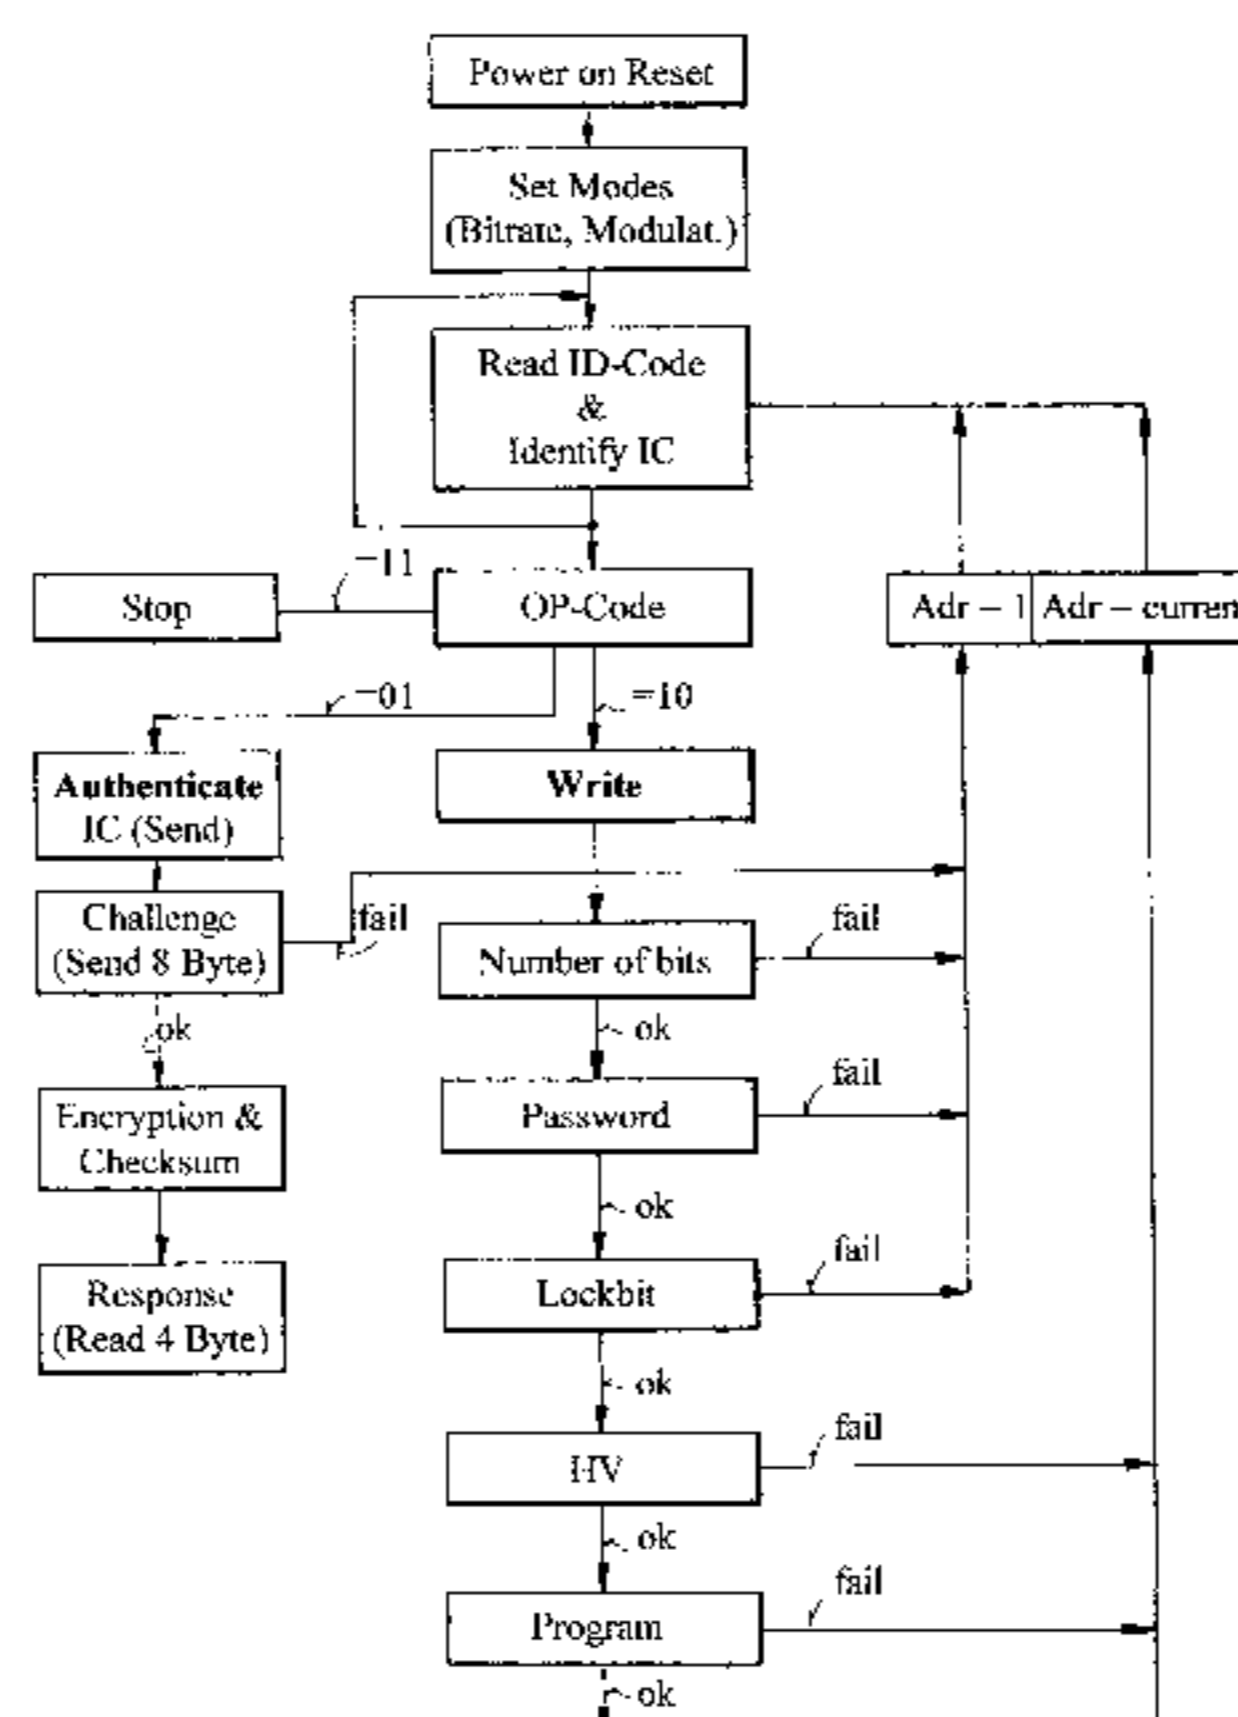 Power on Reset
Set Modes
(Bitrate, Modulat.)
Read ID-Code
&
Identify IC
=11
Stop
OP-Code
Adr – 1
Adr – curren
=01
=10
Authenticate
IC (Send)
Write
Challenge
(Send 8 Byte)
fail
Number of bits
fail
ok
ok
Encryption &
Checksum
Password
fail
ok
Response
(Read 4 Byte)
Lockbit
fail
ok
HV
fail
ok
Program
fail
ok